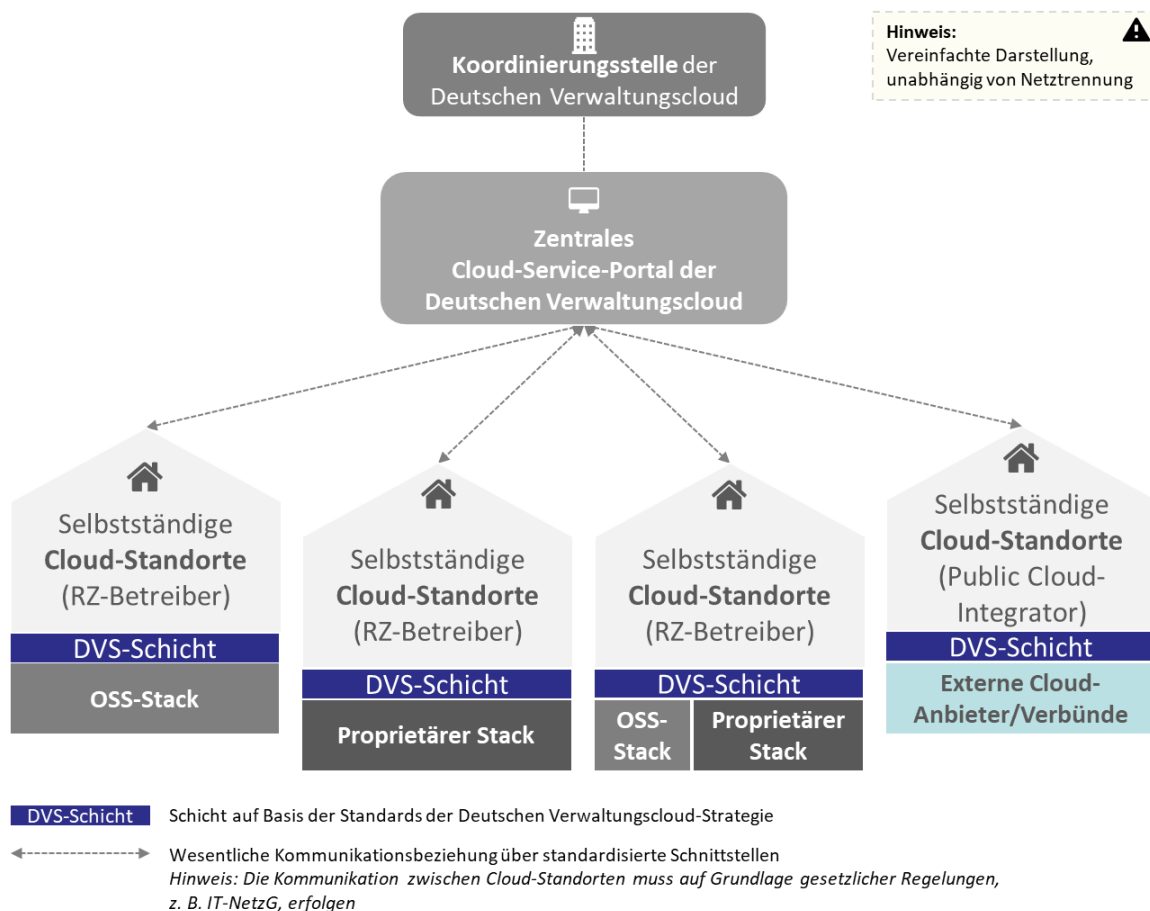 Hinweis:
Vereinfachte Darstellung,
unabhängig von Netztrennung
Koordinierungsstelle der
Deutschen Verwaltungscloud
Zentrales
Cloud-Service-Portal der
Deutschen Verwaltungscloud
Selbstständige
Cloud-Standorte
(RZ-Betreiber)
DVS-Schicht
OSS-Stack
Selbstständige
Cloud-Standorte
(RZ-Betreiber)
DVS-Schicht
Proprietärer Stack
Selbstständige
Cloud-Standorte
(RZ-Betreiber)
DVS-Schicht
OSS-
Stack
Proprietärer
Stack
Selbstständige
Cloud-Standorte
(Public Cloud-
Integrator)
DVS-Schicht
Externe Cloud-
Anbieter/Verbünde
DVS-Schicht Schicht auf Basis der Standards der Deutschen Verwaltungscloud-Strategie
Wesentliche Kommunikationsbeziehung über standardisierte Schnittstellen
Hinweis: Die Kommunikation zwischen Cloud-Standorten muss auf Grundlage gesetzlicher Regelungen,
z. B. IT-NetzG, erfolgen